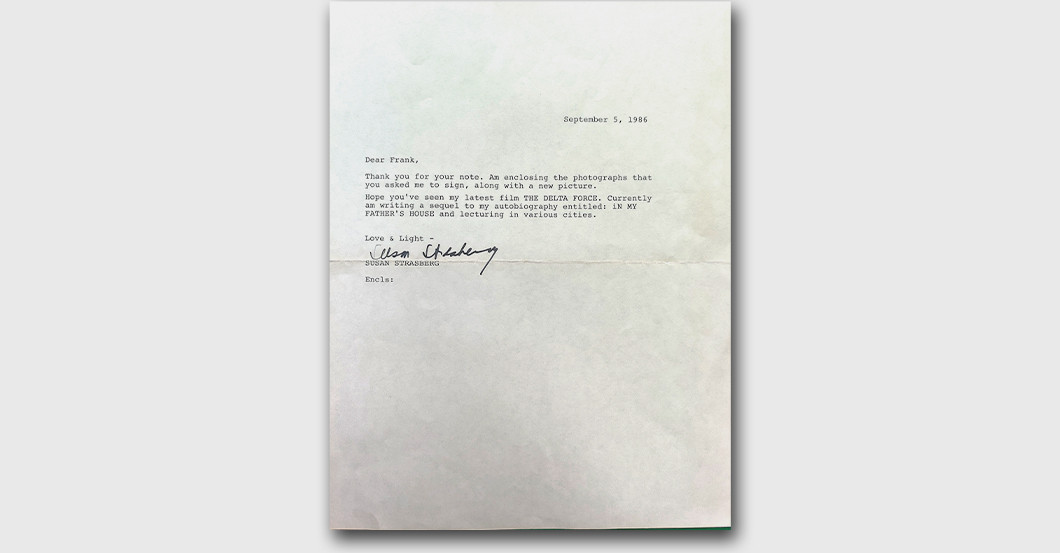 September 5, 1986
Dear Frank,
Thank you for your note. Am enclosing the photographs that
you asked me to sign, along with a new picture.
Hope you've seen my latest film THE DELTA FORCE. Currently
am writing a sequel to my autobiography entitled: iN MY
FATHER'S HOUSE and lecturing in various cities.
Love & Light -
Susan Strasberg
SUSAN STRASBERG
Encls: